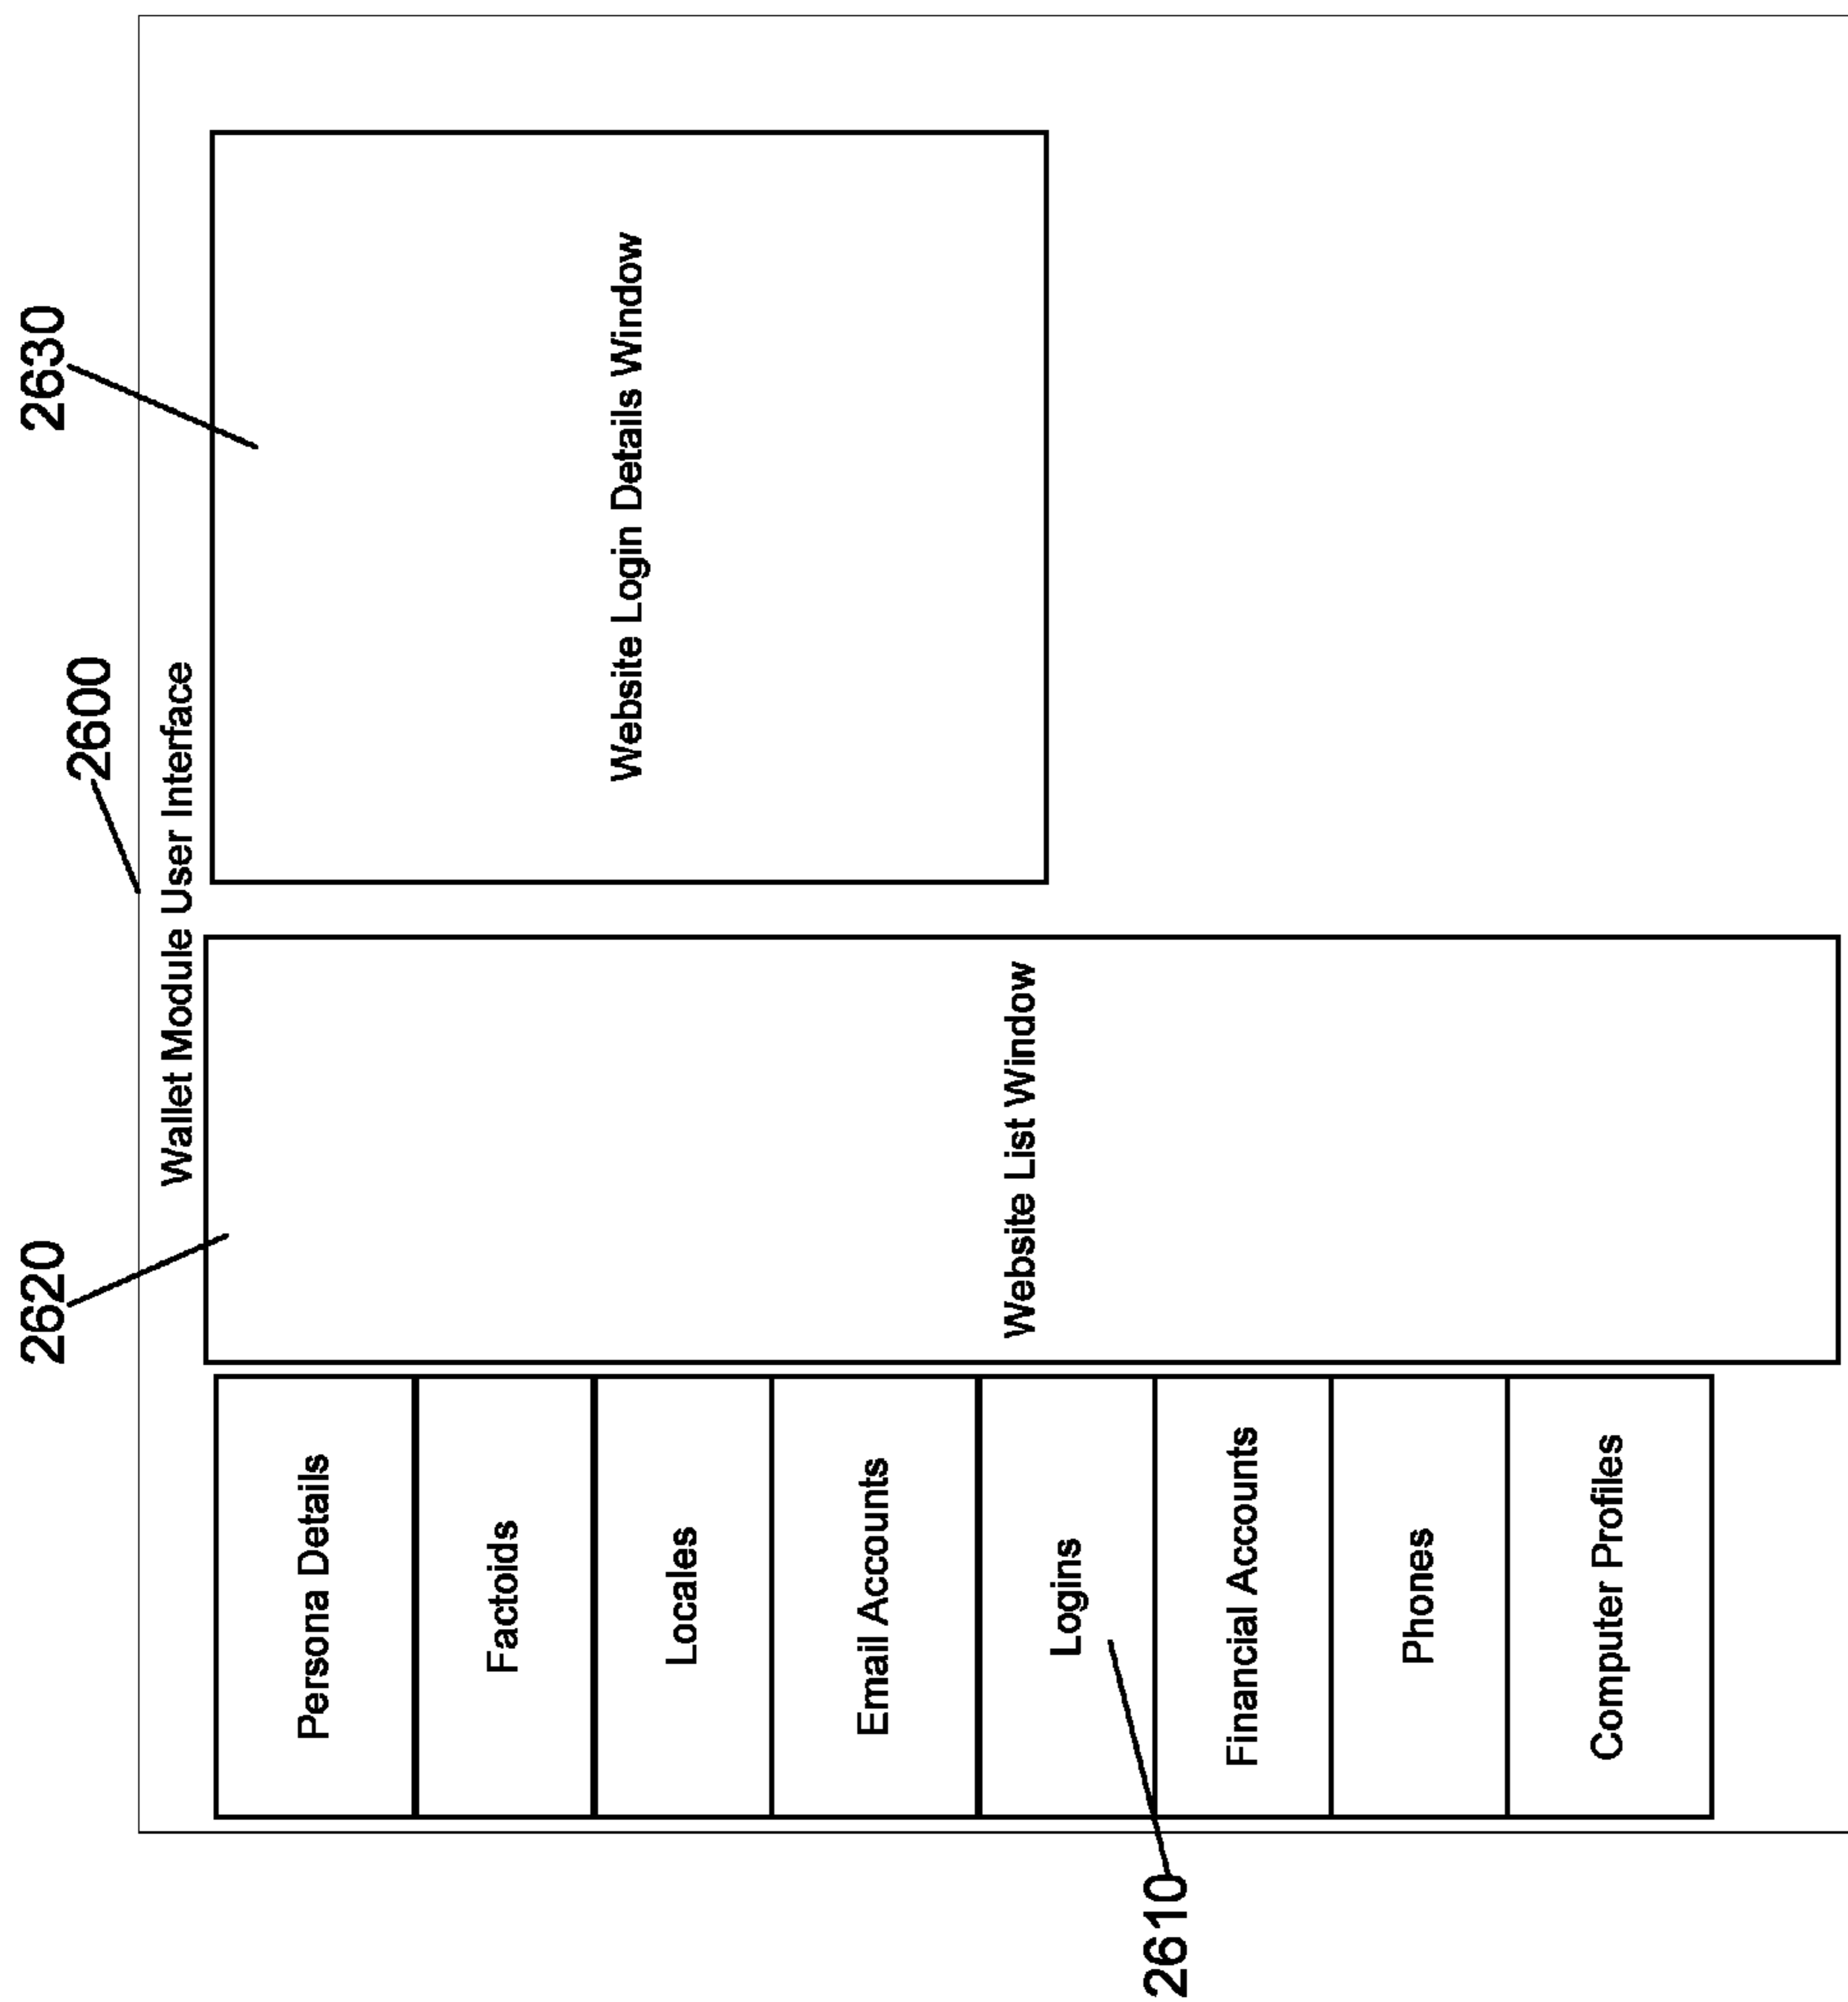 2620
2600
2630
Wallet Module User Interface
Persona Details
Factoids
Locales
Email Accounts
Logins
Financial Accounts
Phones
Computer Profiles
2610
Website List Window
Website Login Details Window